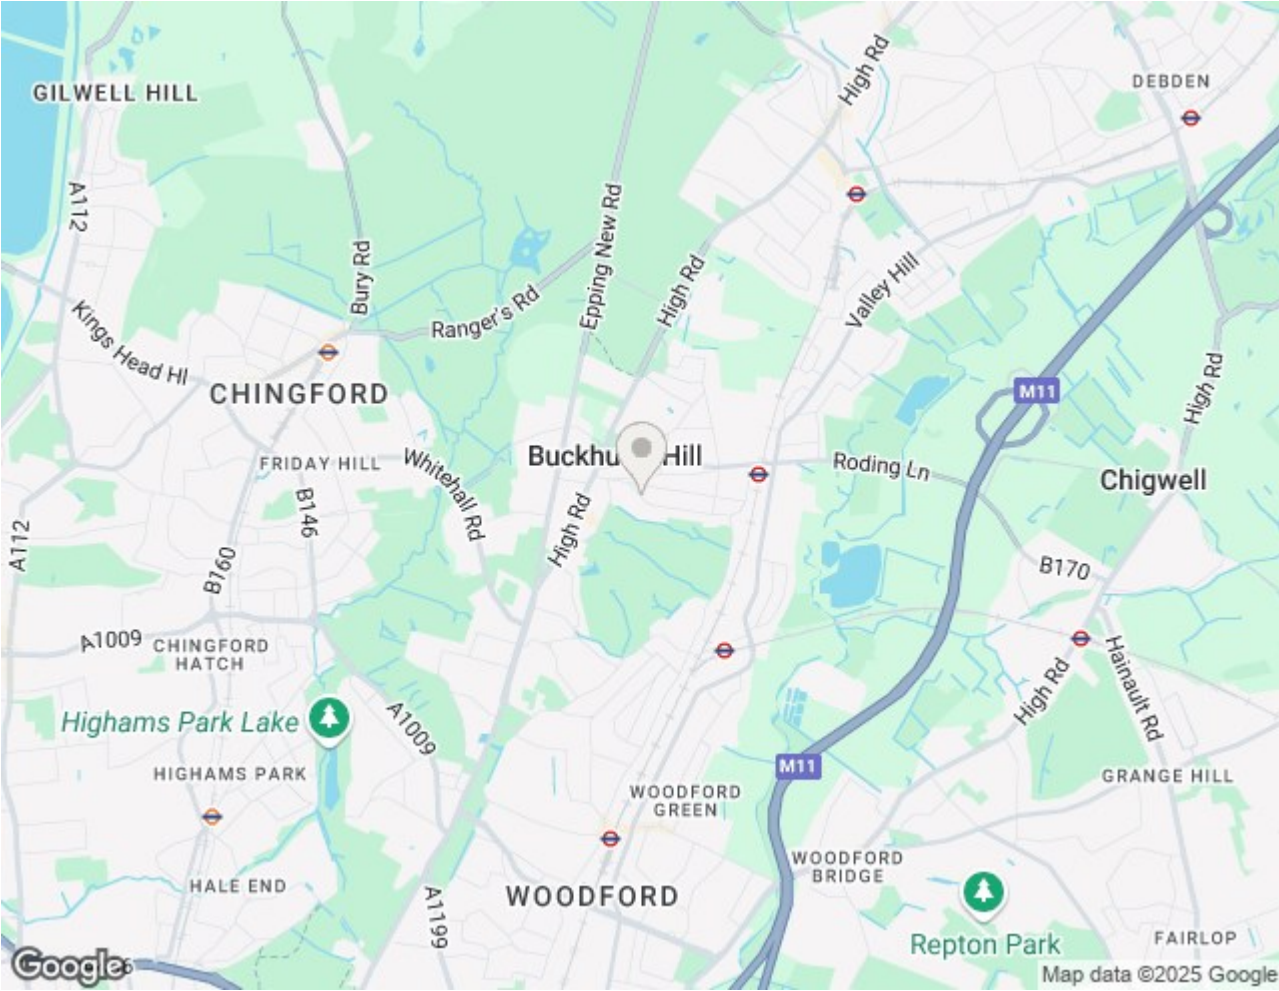 High Rd
DEBDEN
GILWELL HILL
A112
Epping New Rd
Bury Rd
High Rd
Valley Hill
Ranger's Rd
Kings Head Hl
CHINGFORD
M11
High Rd
Buckhu Hill
FRIDAY HILL
Whitehall Rd
Roding Ln
Chigwell
B146
A112
High Rd
B160
B170
A1009
CHINGFORD
HATCH
Hainault Rd
High Rd
Highams Park Lake
A1009
HIGHAMS PARK
M11
GRANGE HILL
WOODFORD
GREEN
WOODFORD
BRIDGE
HALE END
WOODFORD
A1199
Repton Park
FAIRLOP
Google
Map data ©2025 Google